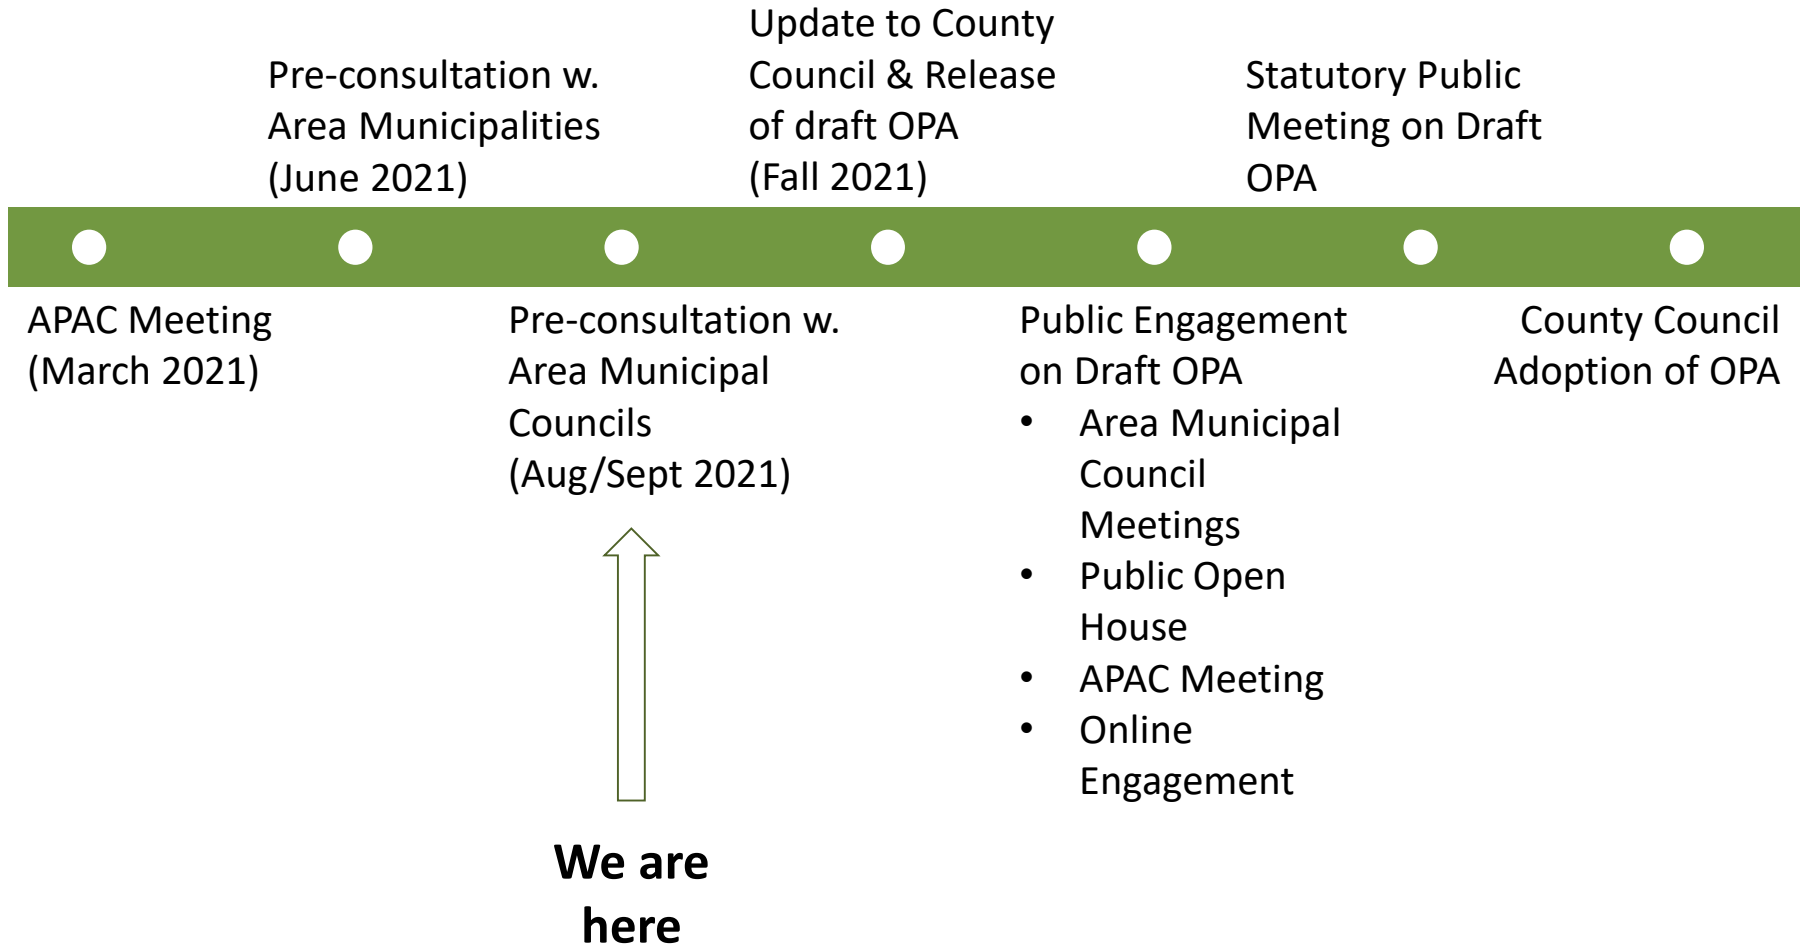 APAC Meeting
(March 2021)
Pre-consultation w.
Area Municipalities
(June 2021)
Pre-consultation w.
Area Municipal
Councils
(Aug/Sept 2021)
We are
here
Update to County
Council & Release
of draft OPA
(Fall 2021)
Public Engagement
on Draft OPA
• Area Municipal
Council
Meetings
• Public Open
House
• APAC Meeting
• Online
Engagement
Statutory Public
Meeting on Draft
OPA
County Council
Adoption of OPA